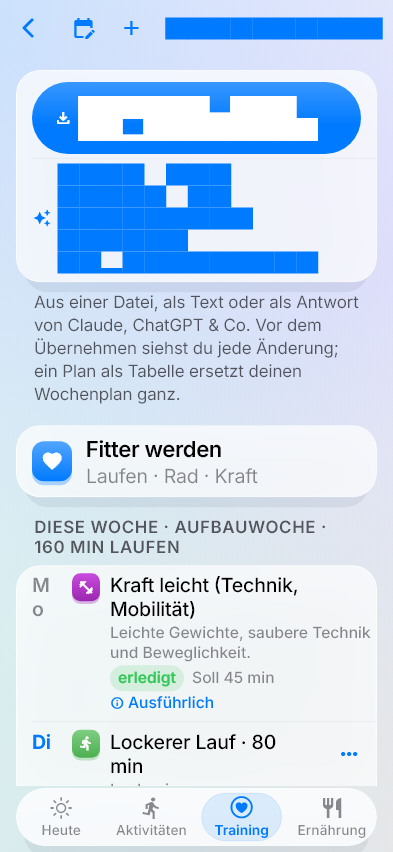 Aus einer Datei, als Text oder als Antwort
von Claude, ChatGPT & Co. Vor dem
Übernehmen siehst du jede Änderung;
ein Plan als Tabelle ersetzt deinen
Wochenplan ganz.
Fitter werden
Laufen · Rad · Kraft
DIESE WOCHE · AUFBAUWOCHE ·
160 MIN LAUFEN
M
o
Kraft leicht (Technik,
Mobilität)
Leichte Gewichte, saubere Technik
und Beweglichkeit.
erledigt Soll 45 min
Ausführlich
Di
Lockerer Lauf · 80
min
Heute
Aktivitäten
Training
Ernährung